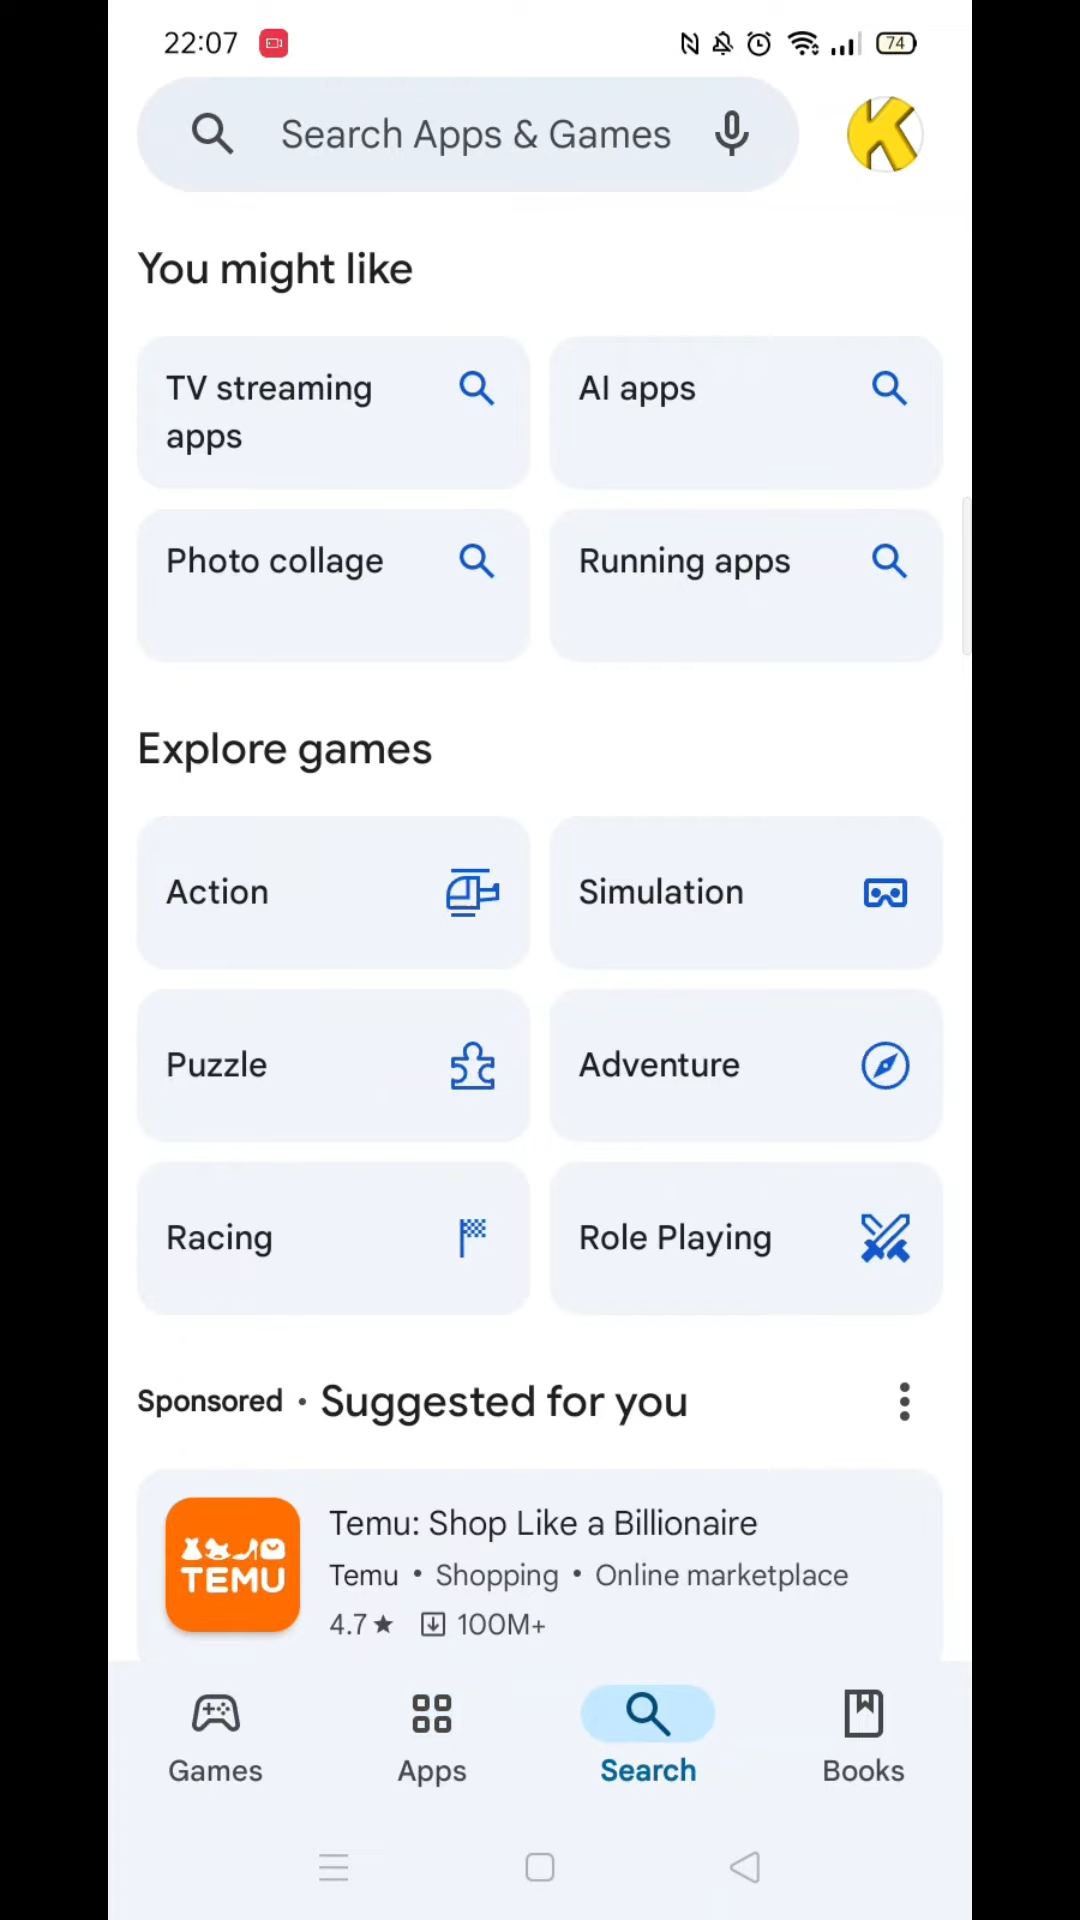 22:07
74
Search Apps & Games
K
You might like
TV streaming
apps
AI apps
Photo collage
Running apps
Explore games
Action
Simulation
Puzzle
Adventure
Racing
Role Playing
Sponsored • Suggested for you
TEMU
Temu: Shop Like a Billionaire
Temu • Shopping • Online marketplace
4.7★ 100M+
Games
Apps
Search
Books